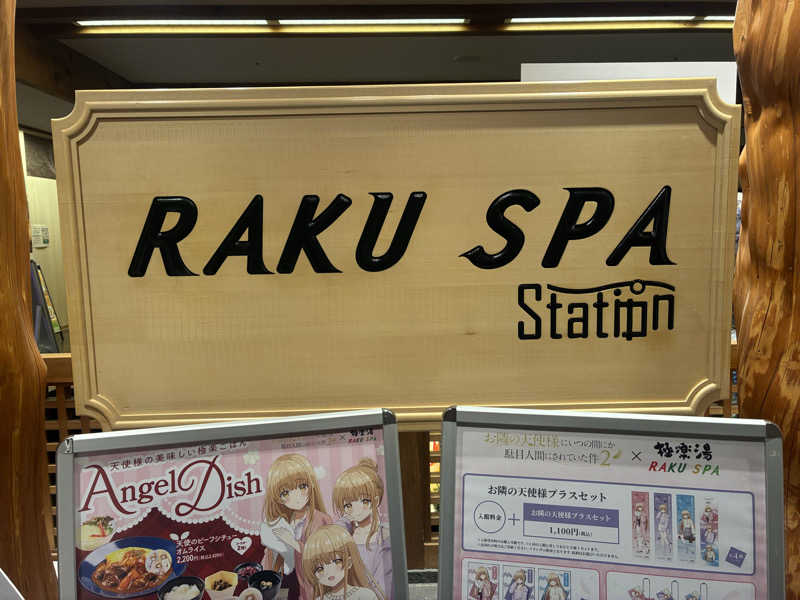 RAKU SPA
Station
天使様の美味しい極楽ごはん
× 極楽湯
RAKU SPA
Angel Dish
天使のビーフシチュー
オムライス
2,200円
お隣の天使様にいつの間にか
駄目人間にされていた件2
× 極楽湯
RAKU SPA
お隣の天使様プラスセット
入館料金
+
お隣の天使様プラスセット
1,100円(税込)
全4種